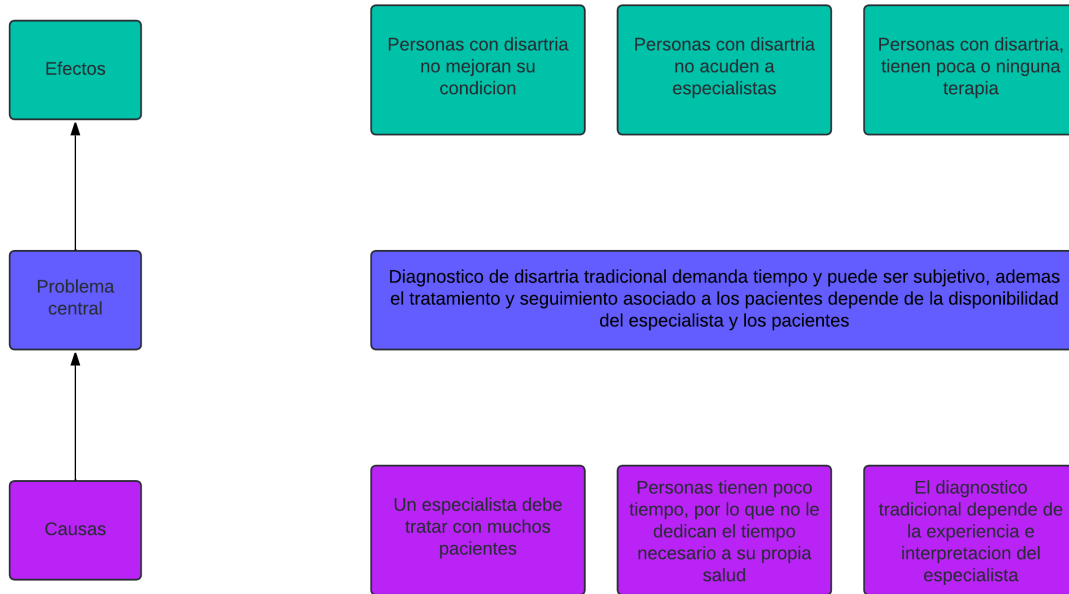 Efectos
Personas con disartria
no mejoran su
condicion
Personas con disartria
no acuden a
especialistas
Personas con disartria,
tienen poca o ninguna
terapia
Problema
central
Diagnostico de disartria tradicional demanda tiempo y puede ser subjetivo, ademas
el tratamiento y seguimiento asociado a los pacientes depende de la disponibilidad
del especialista y los pacientes
Causas
Un especialista debe
tratar con muchos
pacientes
Personas tienen poco
tiempo, por lo que no le
dedican el tiempo
necesario a su propia
salud
El diagnostico
tradicional depende de
la experiencia e
interpretacion del
especialista